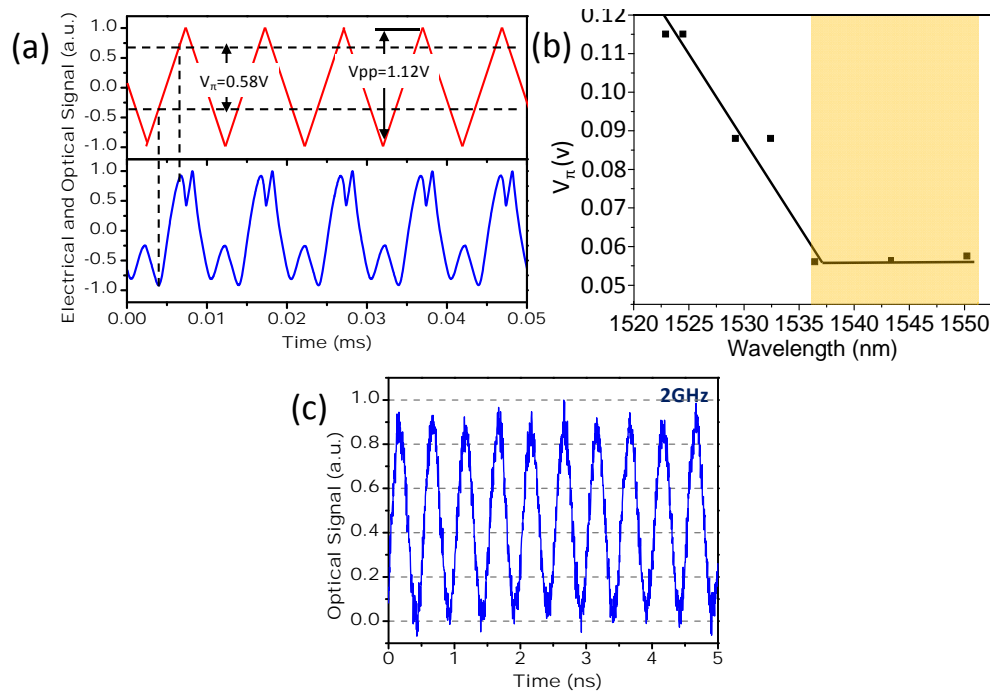 (a)
Electrical and Optical Signal (a.u.)
1.0
0.5
0.0
-0.5
-1.0
Vπ=0.58V
Vpp=1.12V
1.0
0.5
0.0
-0.5
-1.0
0.00 0.01 0.02 0.03 0.04 0.05
Time (ms)
(b)
Vπ(v)
0.12
0.11
0.10
0.09
0.08
0.07
0.06
0.05
1520 1525 1530 1535 1540 1545 1550
Wavelength (nm)
(c)
2GHz
Optical Signal (a.u.)
1.0
0.8
0.6
0.4
0.2
0.0
0 1 2 3 4 5
Time (ns)